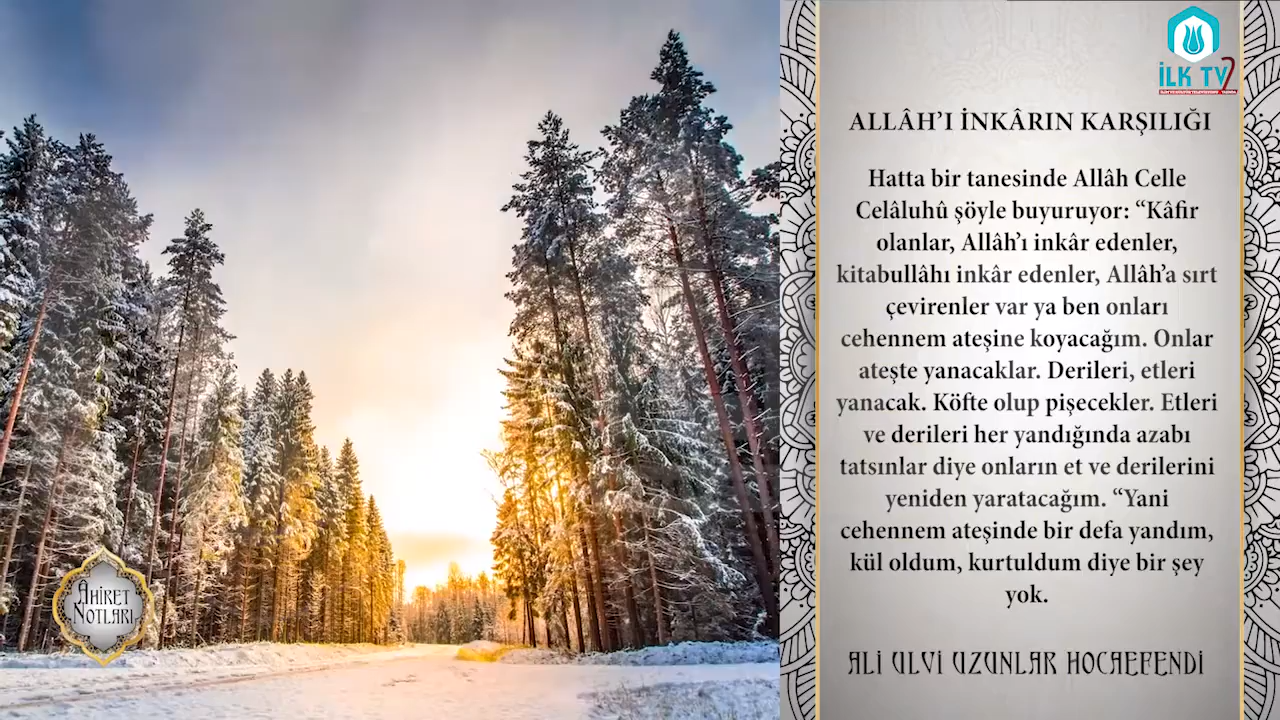 İLK TV2
ALLÂH’I İNKÂRIN KARŞILIĞI
Hatta bir tanesinde Allâh Celle
Celâluhû şöyle buyuruyor: “Kâfir
olanlar, Allâh’ı inkâr edenler,
kitabullâhı inkâr edenler, Allâh’a sırt
çevirenler var ya ben onları
cehennem ateşine koyacağım. Onlar
ateşte yanacaklar. Derileri, etleri
yanacak. Köfte olup pişecekler. Etleri
ve derileri her yandığında azabı
tatsınlar diye onların et ve derilerini
yeniden yaratacağım. “Yani
cehennem ateşinde bir defa yandım,
kül oldum, kurtuldum diye bir şey
yok.
ALİ ULVİ UZUNLAR HOCAEFENDİ
AHİRET
NOTLARI